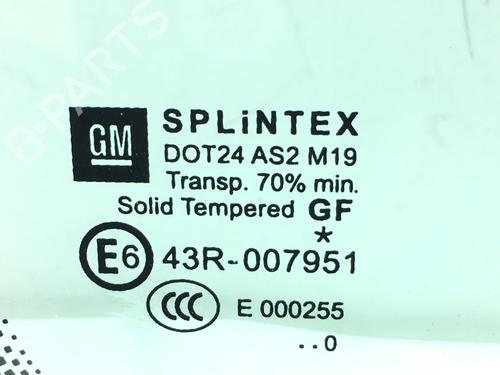 B-PARTS
GM
SPLiNTEX
DOT24 AS2 M19
Transp. 70% min.
Solid Tempered GF
*
E6 43R-007951
CCC E 000255
..0